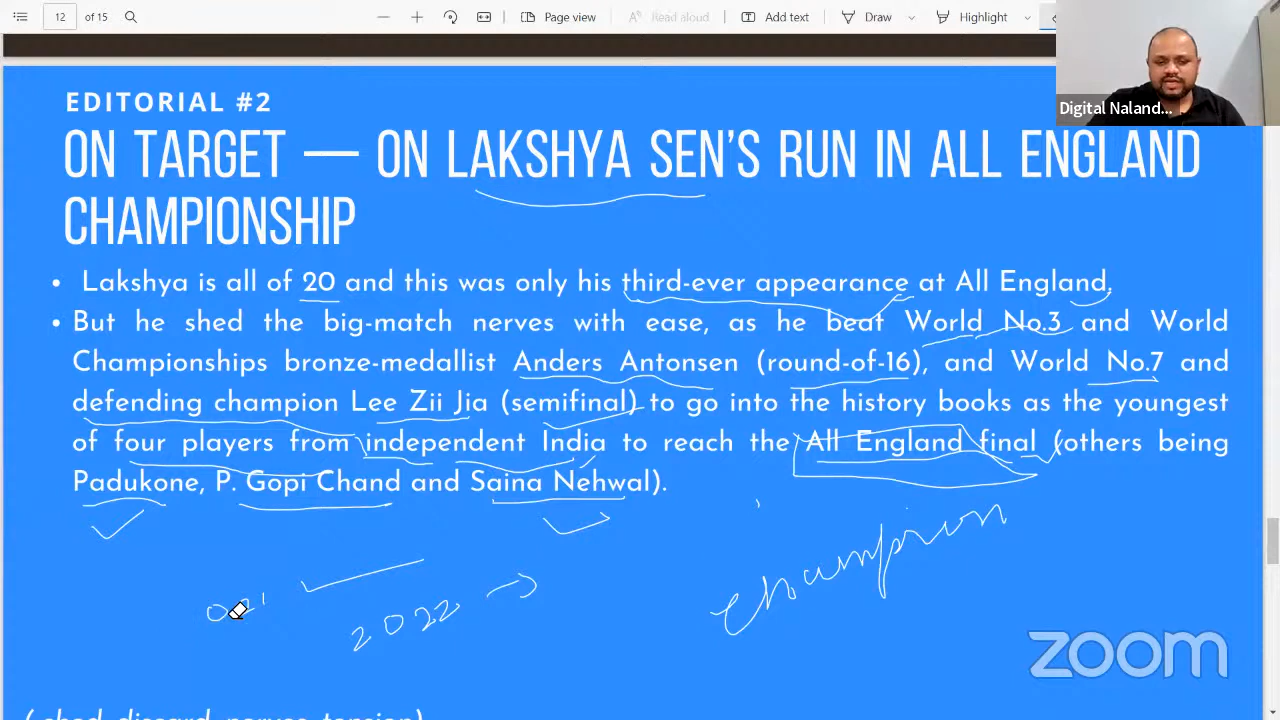 12 of 15 Page view Read aloud Add text Draw Highlight
Digital Naland...
EDITORIAL #2
ON TARGET — ON LAKSHYA SEN'S RUN IN ALL ENGLAND
CHAMPIONSHIP
• Lakshya is all of 20 and this was only his third-ever appearance at All England.
• But he shed the big-match nerves with ease, as he beat World No.3 and World
Championships bronze-medallist Anders Antonsen (round-of-16), and World No.7 and
defending champion Lee Zii Jia (semifinal) to go into the history books as the youngest
of four players from independent India to reach the All England final (others being
Padukone, P. Gopi Chand and Saina Nehwal).
champion
2022
zoom
( shed, discard, nerves, tension)